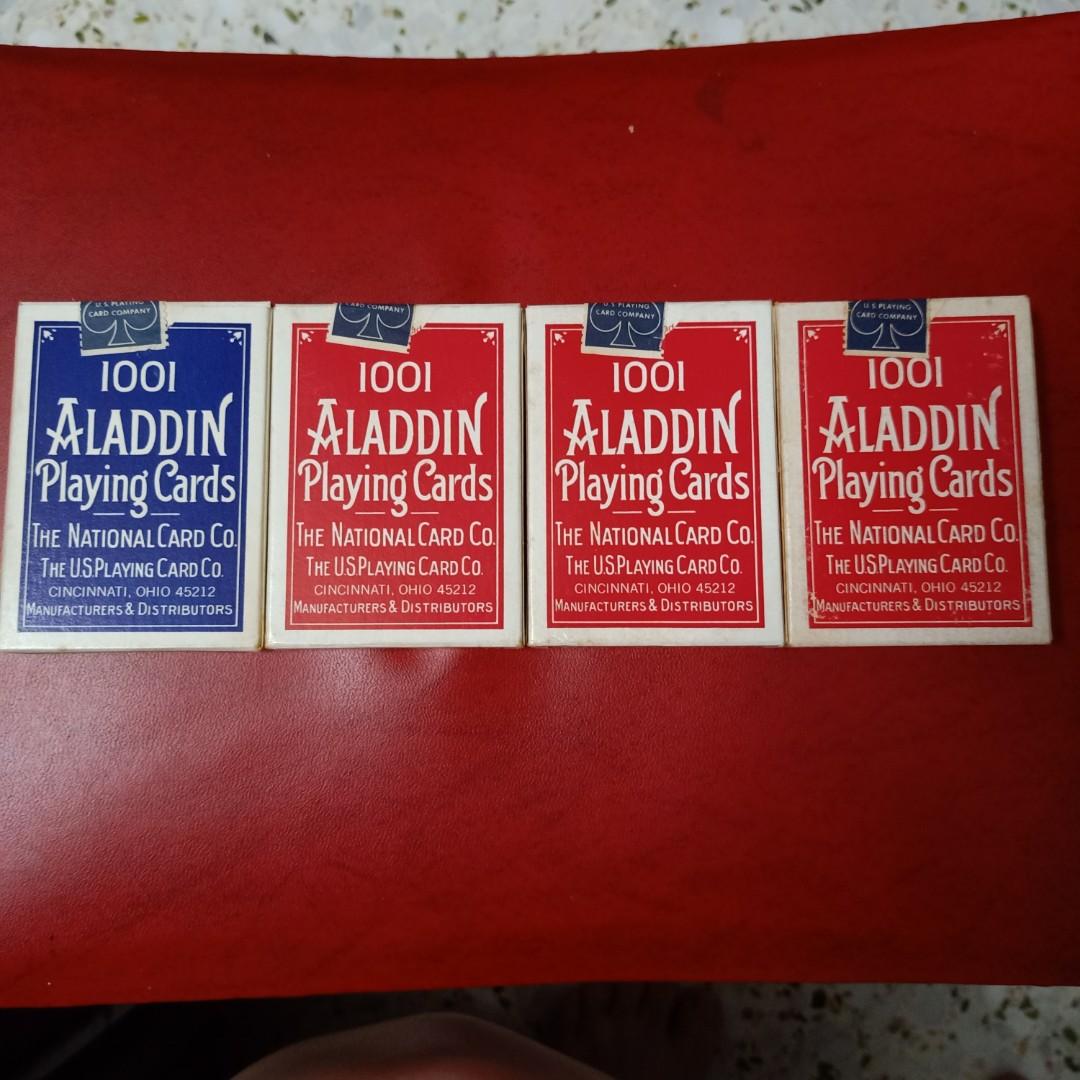 U.S. PLAYING
CARD COMPANY
1001
ALADDIN
Playing Cards
THE NATIONAL CARD CO.
THE U.S. PLAYING CARD CO.
CINCINNATI, OHIO 45212
MANUFACTURERS & DISTRIBUTORS
CARD COMPANY
1001
ALADDIN
Playing Cards
THE NATIONAL CARD CO.
THE U.S. PLAYING CARD CO.
CINCINNATI, OHIO 45212
MANUFACTURERS & DISTRIBUTORS
U.S. PLAYING
CARD COMPANY
1001
ALADDIN
Playing Cards
THE NATIONAL CARD CO.
THE U.S. PLAYING CARD CO.
CINCINNATI, OHIO 45212
MANUFACTURERS & DISTRIBUTORS
U.S. PLAYING
CARD COMPANY
1001
ALADDIN
Playing Cards
THE NATIONAL CARD CO.
THE U.S. PLAYING CARD CO.
CINCINNATI, OHIO 45212
MANUFACTURERS & DISTRIBUTORS